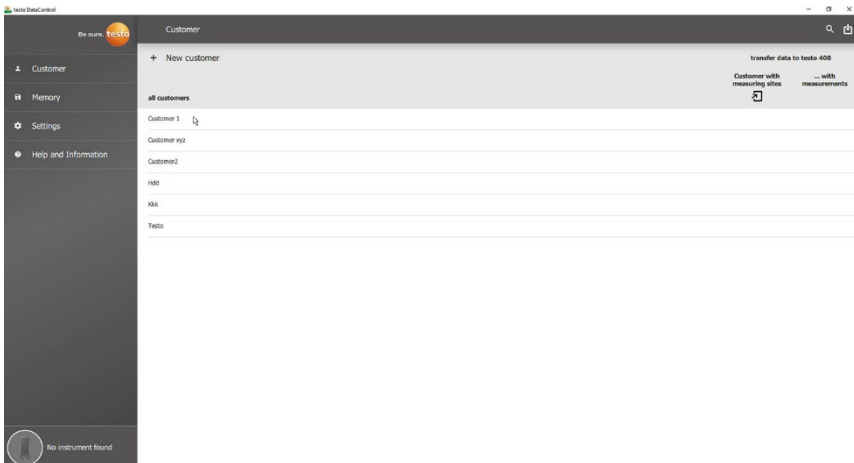 testo DataControl
Be sure. testo
Customer
Customer
Memory
Settings
Help and Information
+ New customer
transfer data to testo 400
Customer with
measuring sites
... with
measurements
all customers
Customer 1
Customer xyz
Customer2
Hdd
Kkk
Testo
No instrument found